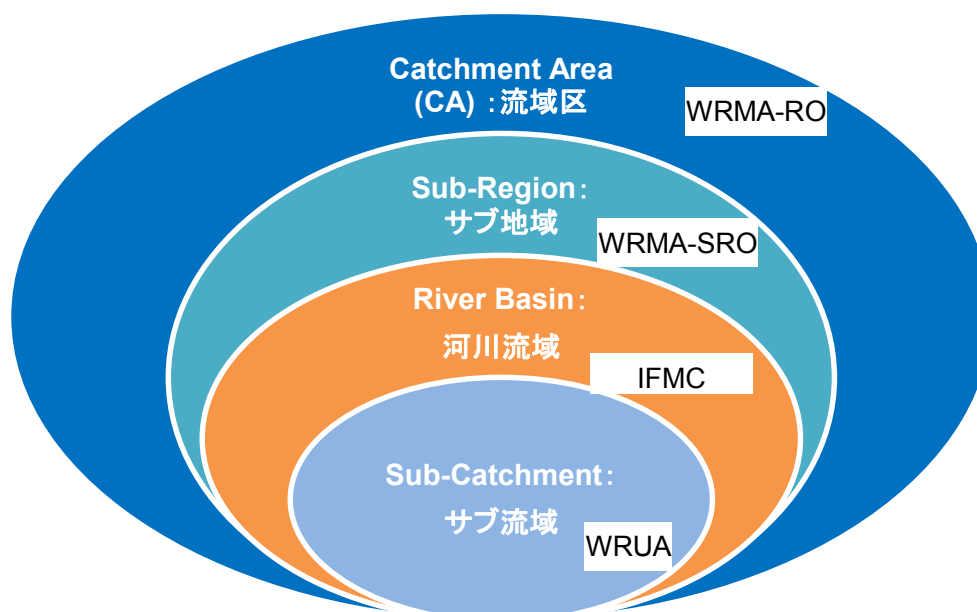 Catchment Area
(CA) ：流域区
WRMA-RO
Sub-Region：
サブ地域
WRMA-SRO
River Basin：
河川流域
IFMC
Sub-Catchment：
サブ流域
WRUA